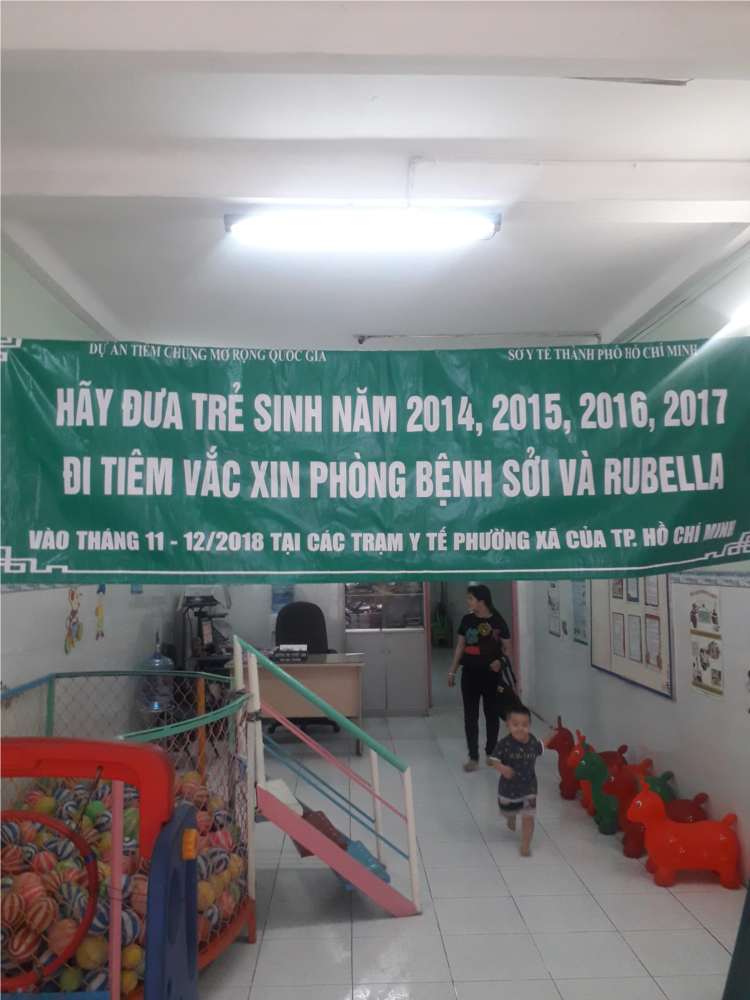 DỰ ÁN TIÊM CHỦNG MỞ RỘNG QUỐC GIA
SỞ Y TẾ THÀNH PHỐ HỒ CHÍ MINH
HÃY ĐƯA TRẺ SINH NĂM 2014, 2015, 2016, 2017
ĐI TIÊM VẮC XIN PHÒNG BỆNH SỞI VÀ RUBELLA
VÀO THÁNG 11 - 12/2018 TẠI CÁC TRẠM Y TẾ PHƯỜNG XÃ CỦA TP. HỒ CHÍ MINH